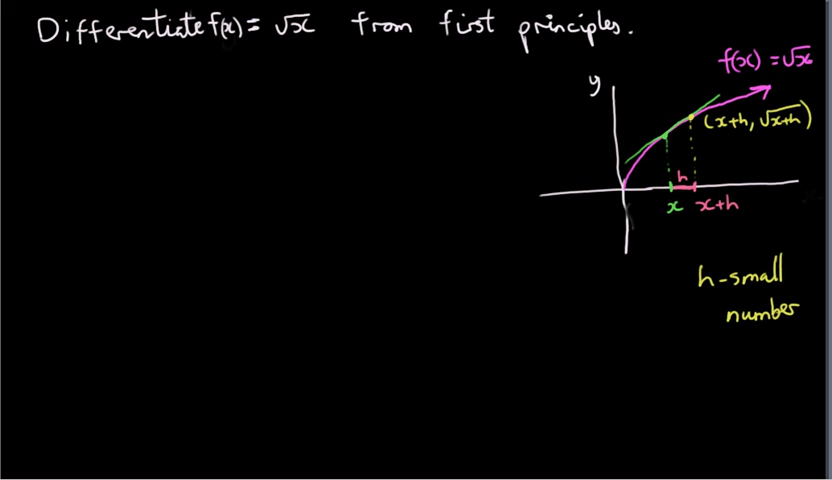 Differentiate f(x) = √x from first principles.
f(x) = √x
y
(x+h, √x+h)
h
x x+h
h-small
number